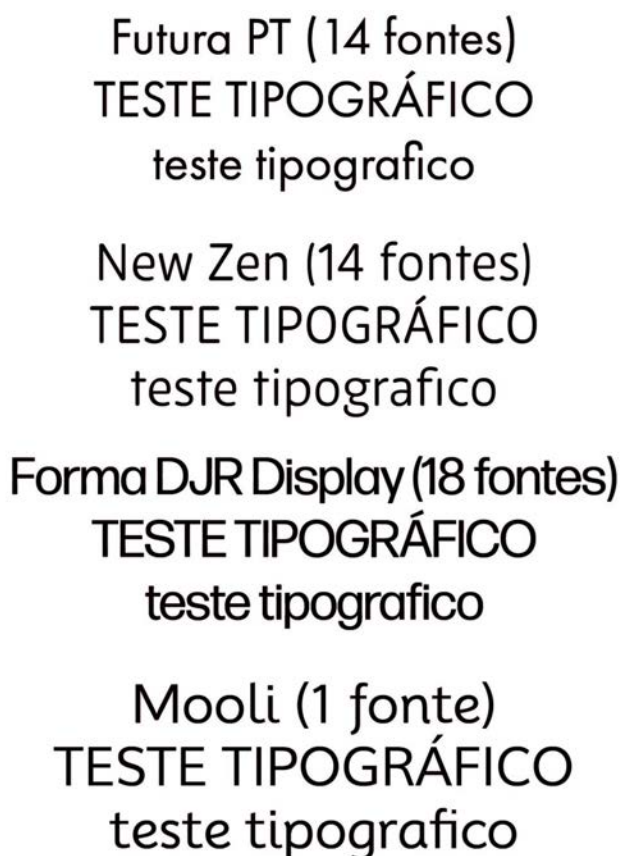 Futura PT (14 fontes)
TESTE TIPOGRÁFICO
teste tipografico
New Zen (14 fontes)
TESTE TIPOGRÁFICO
teste tipografico
Forma DJR Display (18 fontes)
TESTE TIPOGRÁFICO
teste tipografico
Mooli (1 fonte)
TESTE TIPOGRÁFICO
teste tipografico